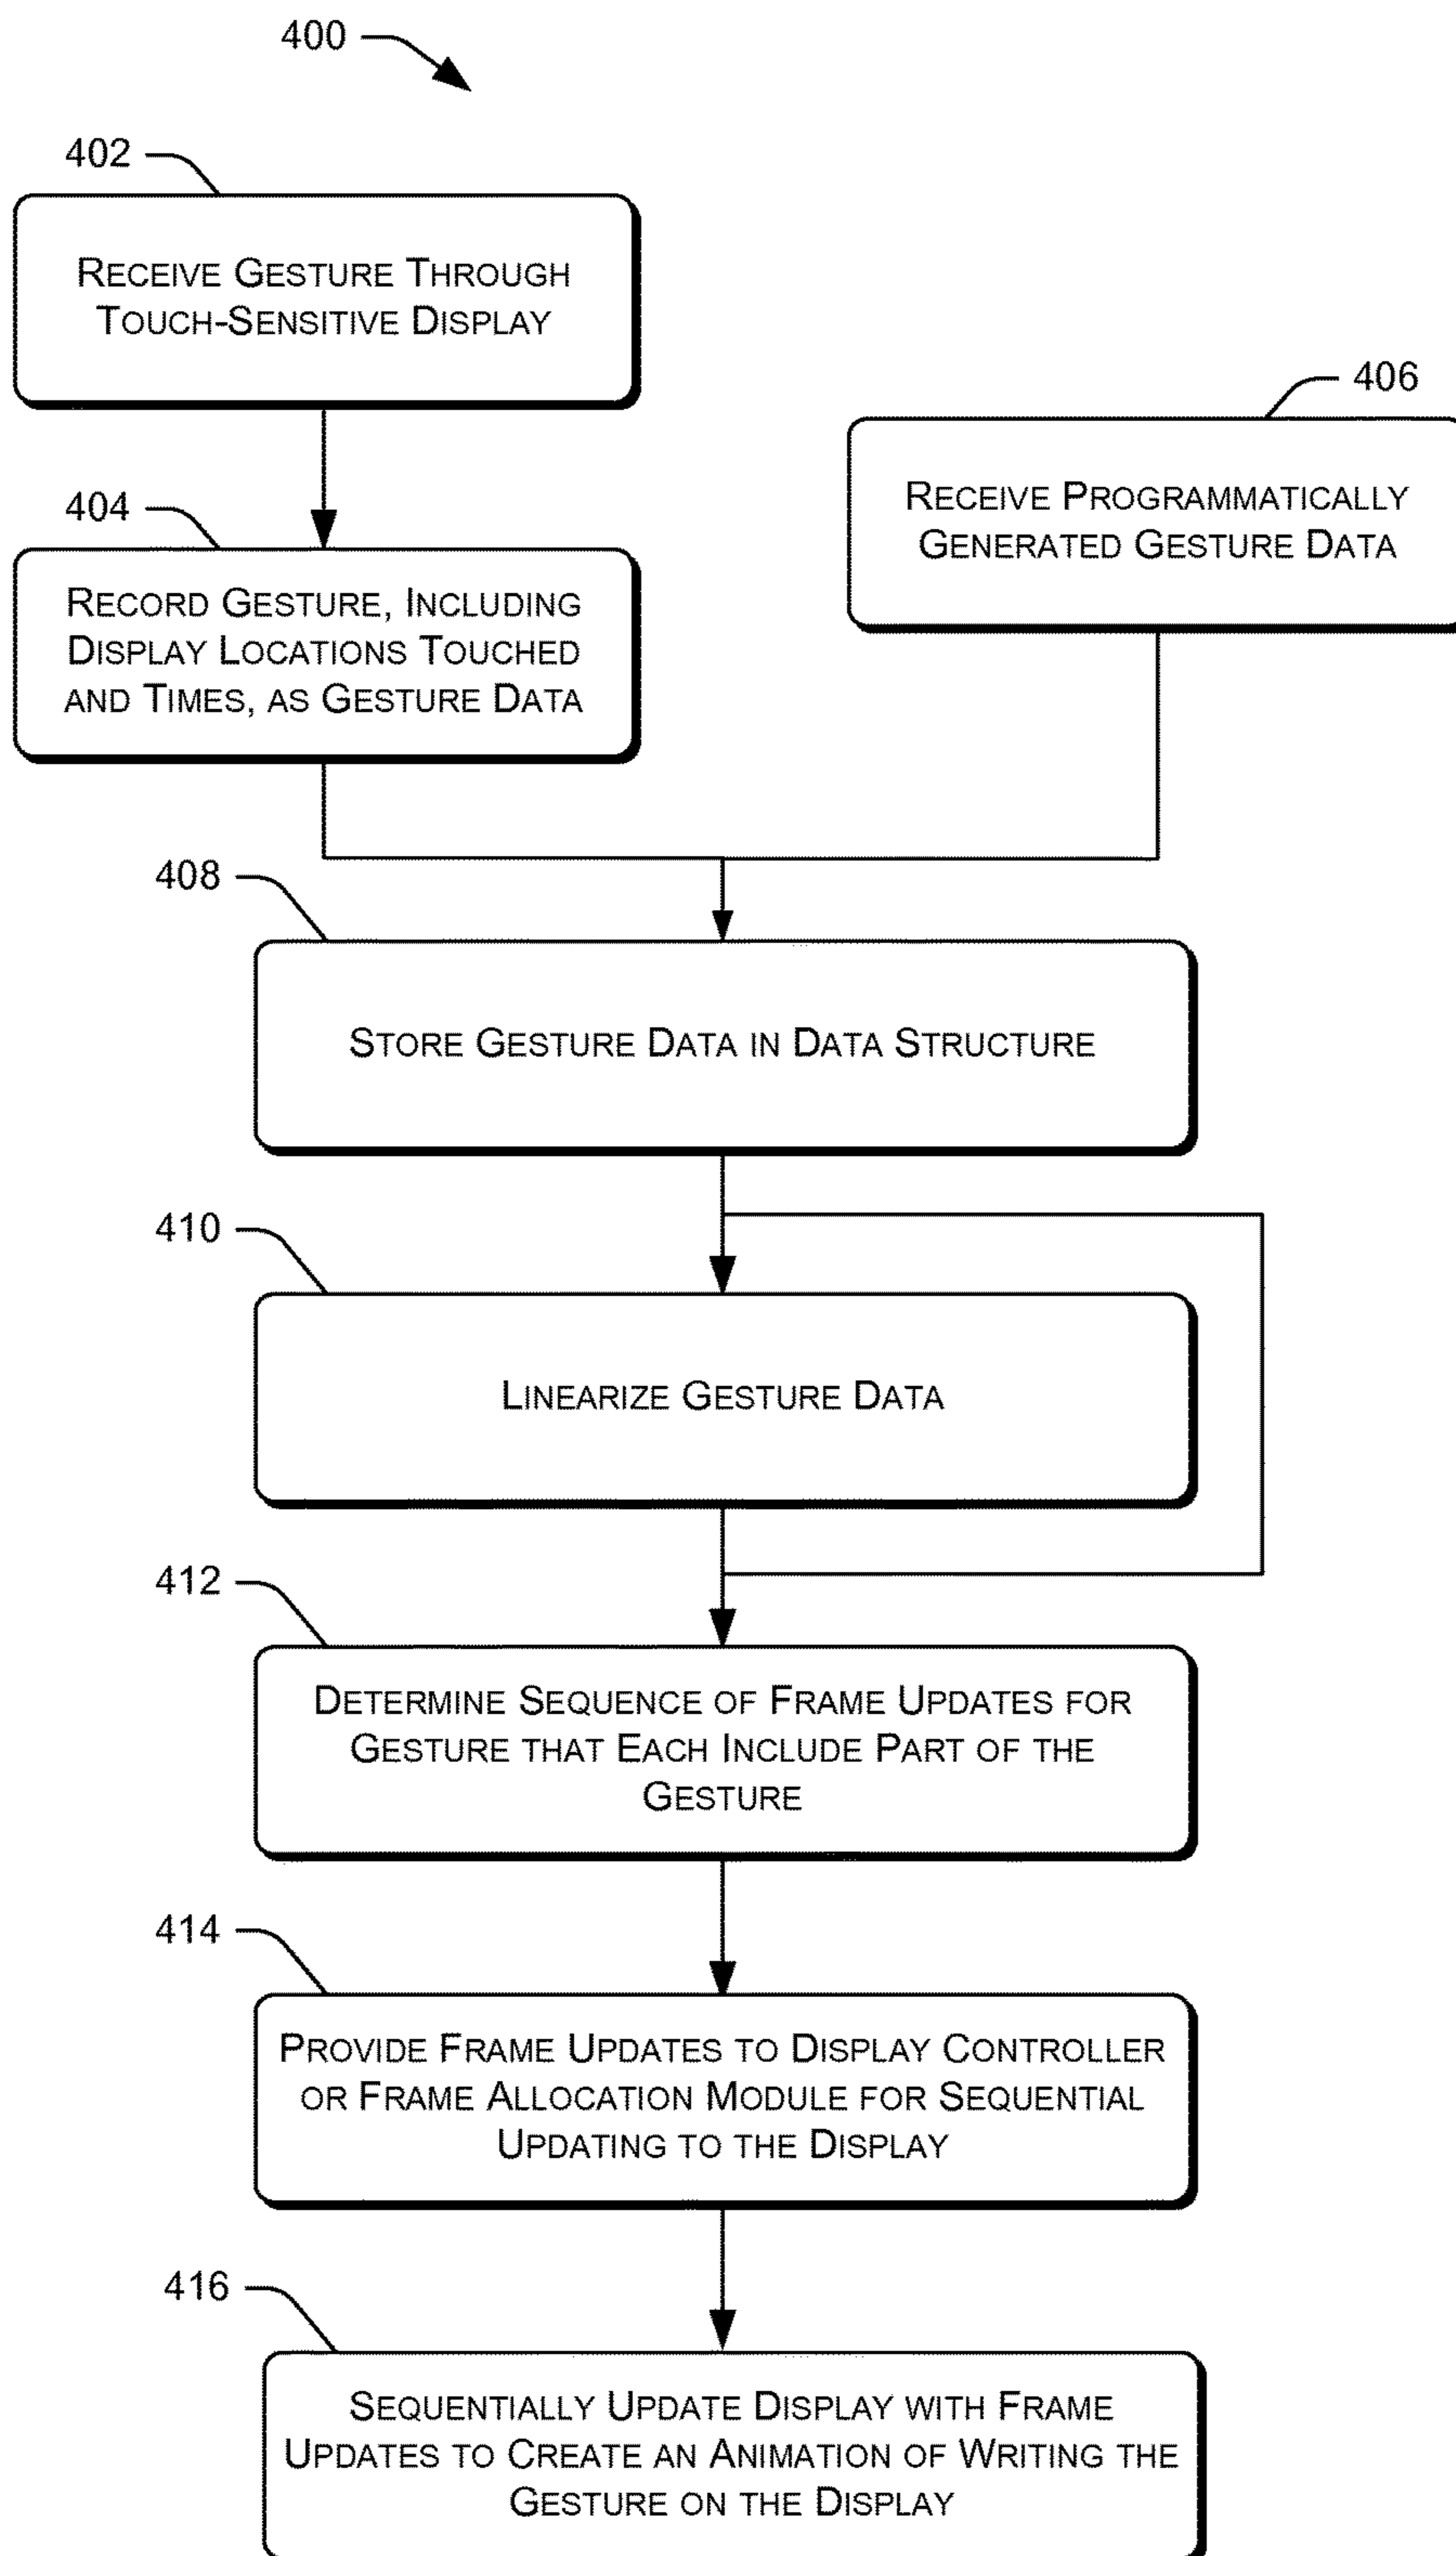 400
402
RECEIVE GESTURE THROUGH
TOUCH-SENSITIVE DISPLAY
404
RECORD GESTURE, INCLUDING
DISPLAY LOCATIONS TOUCHED
AND TIMES, AS GESTURE DATA
406
RECEIVE PROGRAMMATICALLY
GENERATED GESTURE DATA
408
STORE GESTURE DATA IN DATA STRUCTURE
410
LINEARIZE GESTURE DATA
412
DETERMINE SEQUENCE OF FRAME UPDATES FOR
GESTURE THAT EACH INCLUDE PART OF THE
GESTURE
414
PROVIDE FRAME UPDATES TO DISPLAY CONTROLLER
OR FRAME ALLOCATION MODULE FOR SEQUENTIAL
UPDATING TO THE DISPLAY
416
SEQUENTIALLY UPDATE DISPLAY WITH FRAME
UPDATES TO CREATE AN ANIMATION OF WRITING THE
GESTURE ON THE DISPLAY